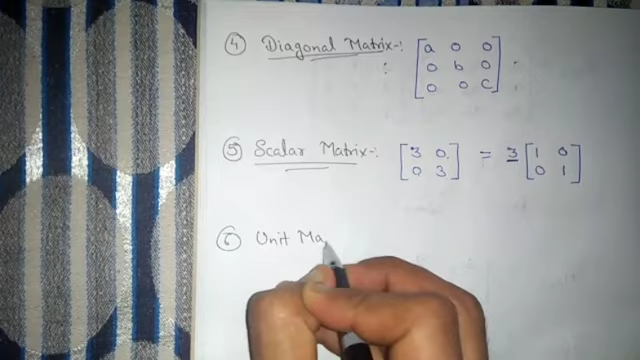 ④ Diagonal Matrix-: [a 0 0
0 b 0
0 0 c]
⑤ Scalar Matrix-: [3 0
0 3] = 3 [1 0
0 1]
⑥ Unit Ma